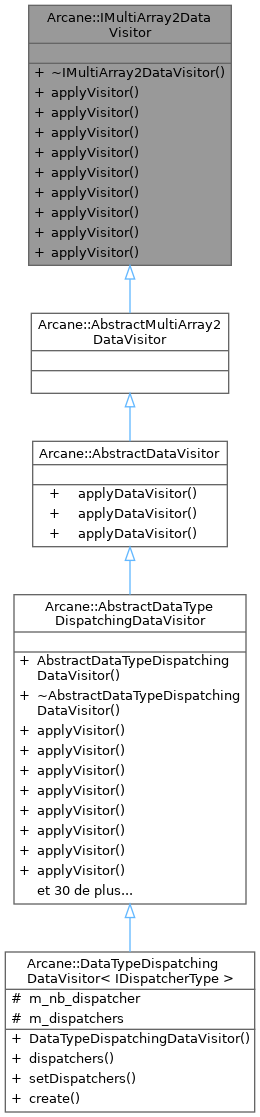 Arcane::IMultiArray2Data
Visitor
+ ~IMultiArray2DataVisitor()
+ applyVisitor()
+ applyVisitor()
+ applyVisitor()
+ applyVisitor()
+ applyVisitor()
+ applyVisitor()
+ applyVisitor()
+ applyVisitor()
+ applyVisitor()
Arcane::AbstractMultiArray2
DataVisitor
Arcane::AbstractDataVisitor
+ applyDataVisitor()
+ applyDataVisitor()
+ applyDataVisitor()
Arcane::AbstractDataType
DispatchingDataVisitor
+ AbstractDataTypeDispatching
DataVisitor()
+ ~AbstractDataTypeDispatching
DataVisitor()
+ applyVisitor()
+ applyVisitor()
+ applyVisitor()
+ applyVisitor()
+ applyVisitor()
+ applyVisitor()
+ applyVisitor()
+ applyVisitor()
et 30 de plus...
Arcane::DataTypeDispatching
DataVisitor< IDispatcherType >
# m_nb_dispatcher
# m_dispatchers
+ DataTypeDispatchingDataVisitor()
+ dispatchers()
+ setDispatchers()
+ create()